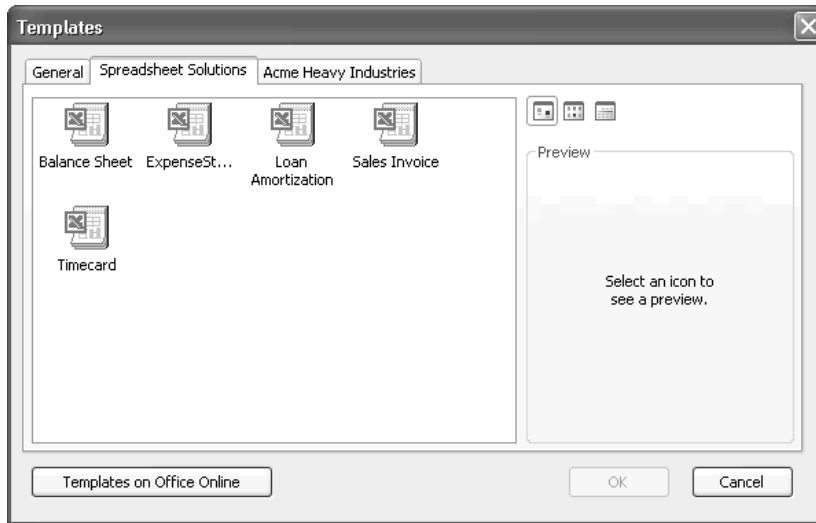 Templates
General Spreadsheet Solutions Acme Heavy Industries
Balance Sheet ExpenseSt... Loan Amortization Sales Invoice
Timecard
Preview
Select an icon to
see a preview.
Templates on Office Online OK Cancel